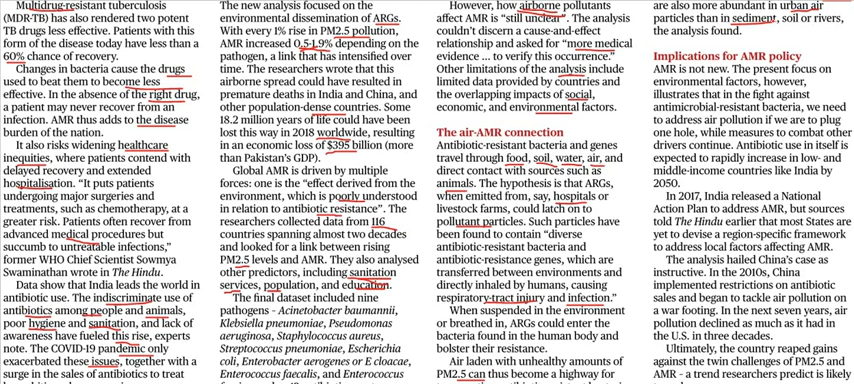 Multidrug-resistant tuberculosis
(MDR-TB) has also rendered two potent
TB drugs less effective. Patients with this
form of the disease today have less than a
60% chance of recovery.
Changes in bacteria cause the drugs
used to beat them to become less
effective. In the absence of the right drug,
a patient may never recover from an
infection. AMR thus adds to the disease
burden of the nation.
It also risks widening healthcare
inequities, where patients contend with
delayed recovery and extended
hospitalisation. “It puts patients
undergoing major surgeries and
treatments, such as chemotherapy, at a
greater risk. Patients often recover from
advanced medical procedures but
succumb to untreatable infections,”
former WHO Chief Scientist Sowmya
Swaminathan wrote in The Hindu.
Data show that India leads the world in
antibiotic use. The indiscriminate use of
antibiotics among people and animals,
poor hygiene and sanitation, and lack of
awareness have fuelled this rise, experts
note. The COVID-19 pandemic only
exacerbated these issues, together with a
surge in the sales of antibiotics to treat
The new analysis focused on the
environmental dissemination of ARGs.
With every 1% rise in PM2.5 pollution,
AMR increased 0.5-1.9% depending on the
pathogen, a link that has intensified over
time. The researchers wrote that this
airborne spread could have resulted in
premature deaths in India and China, and
other population-dense countries. Some
18.2 million years of life could have been
lost this way in 2018 worldwide, resulting
in an economic loss of $395 billion (more
than Pakistan’s GDP).
Global AMR is driven by multiple
forces: one is the “effect derived from the
environment, which is poorly understood
in relation to antibiotic resistance”. The
researchers collected data from 116
countries spanning almost two decades
and looked for a link between rising
PM2.5 levels and AMR. They also analysed
other predictors, including sanitation
services, population, and education.
The final dataset included nine
pathogens – Acinetobacter baumannii,
Klebsiella pneumoniae, Pseudomonas
aeruginosa, Staphylococcus aureus,
Streptococcus pneumoniae, Escherichia
coli, Enterobacter aerogenes or E cloacae,
Enterococcus faecalis, and Enterococcus
However, how airborne pollutants
affect AMR is “still unclear”. The analysis
couldn’t discern a cause-and-effect
relationship and asked for “more medical
evidence ... to verify this occurrence.”
Other limitations of the analysis include
limited data provided by countries and
the overlapping impacts of social,
economic, and environmental factors.
The air-AMR connection
Antibiotic-resistant bacteria and genes
travel through food, soil, water, air, and
direct contact with sources such as
animals. The hypothesis is that ARGs,
when emitted from, say, hospitals or
livestock farms, could latch on to
pollutant particles. Such particles have
been found to contain “diverse
antibiotic-resistant bacteria and
antibiotic-resistance genes, which are
transferred between environments and
directly inhaled by humans, causing
respiratory-tract injury and infection.”
When suspended in the environment
or breathed in, ARGs could enter the
bacteria found in the human body and
bolster their resistance.
Air laden with unhealthy amounts of
PM2.5 can thus become a highway for
are also more abundant in urban air
particles than in sediment, soil or rivers,
the analysis found.
Implications for AMR policy
AMR is not new. The present focus on
environmental factors, however,
illustrates that in the fight against
antimicrobial-resistant bacteria, we need
to address air pollution if we are to plug
one hole, while measures to combat other
drivers continue. Antibiotic use in itself is
expected to rapidly increase in low- and
middle-income countries like India by
2050.
In 2017, India released a National
Action Plan to address AMR, but sources
told The Hindu earlier that most States are
yet to devise a region-specific framework
to address local factors affecting AMR.
The analysis hailed China’s case as
instructive. In the 2010s, China
implemented restrictions on antibiotic
sales and began to tackle air pollution on
a war footing. In the next seven years, air
pollution declined as much as it had in
the U.S. in three decades.
Ultimately, the country reaped gains
against the twin challenges of PM2.5 and
AMR – a trend researchers predict is likely